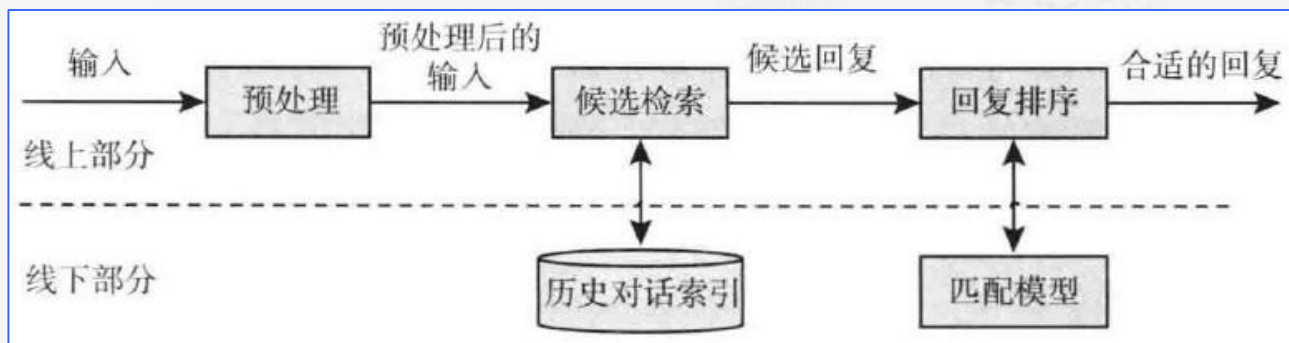 输入
预处理
预处理后的
输入
候选检索
候选回复
回复排序
合适的回复
线上部分
线下部分
历史对话索引
匹配模型